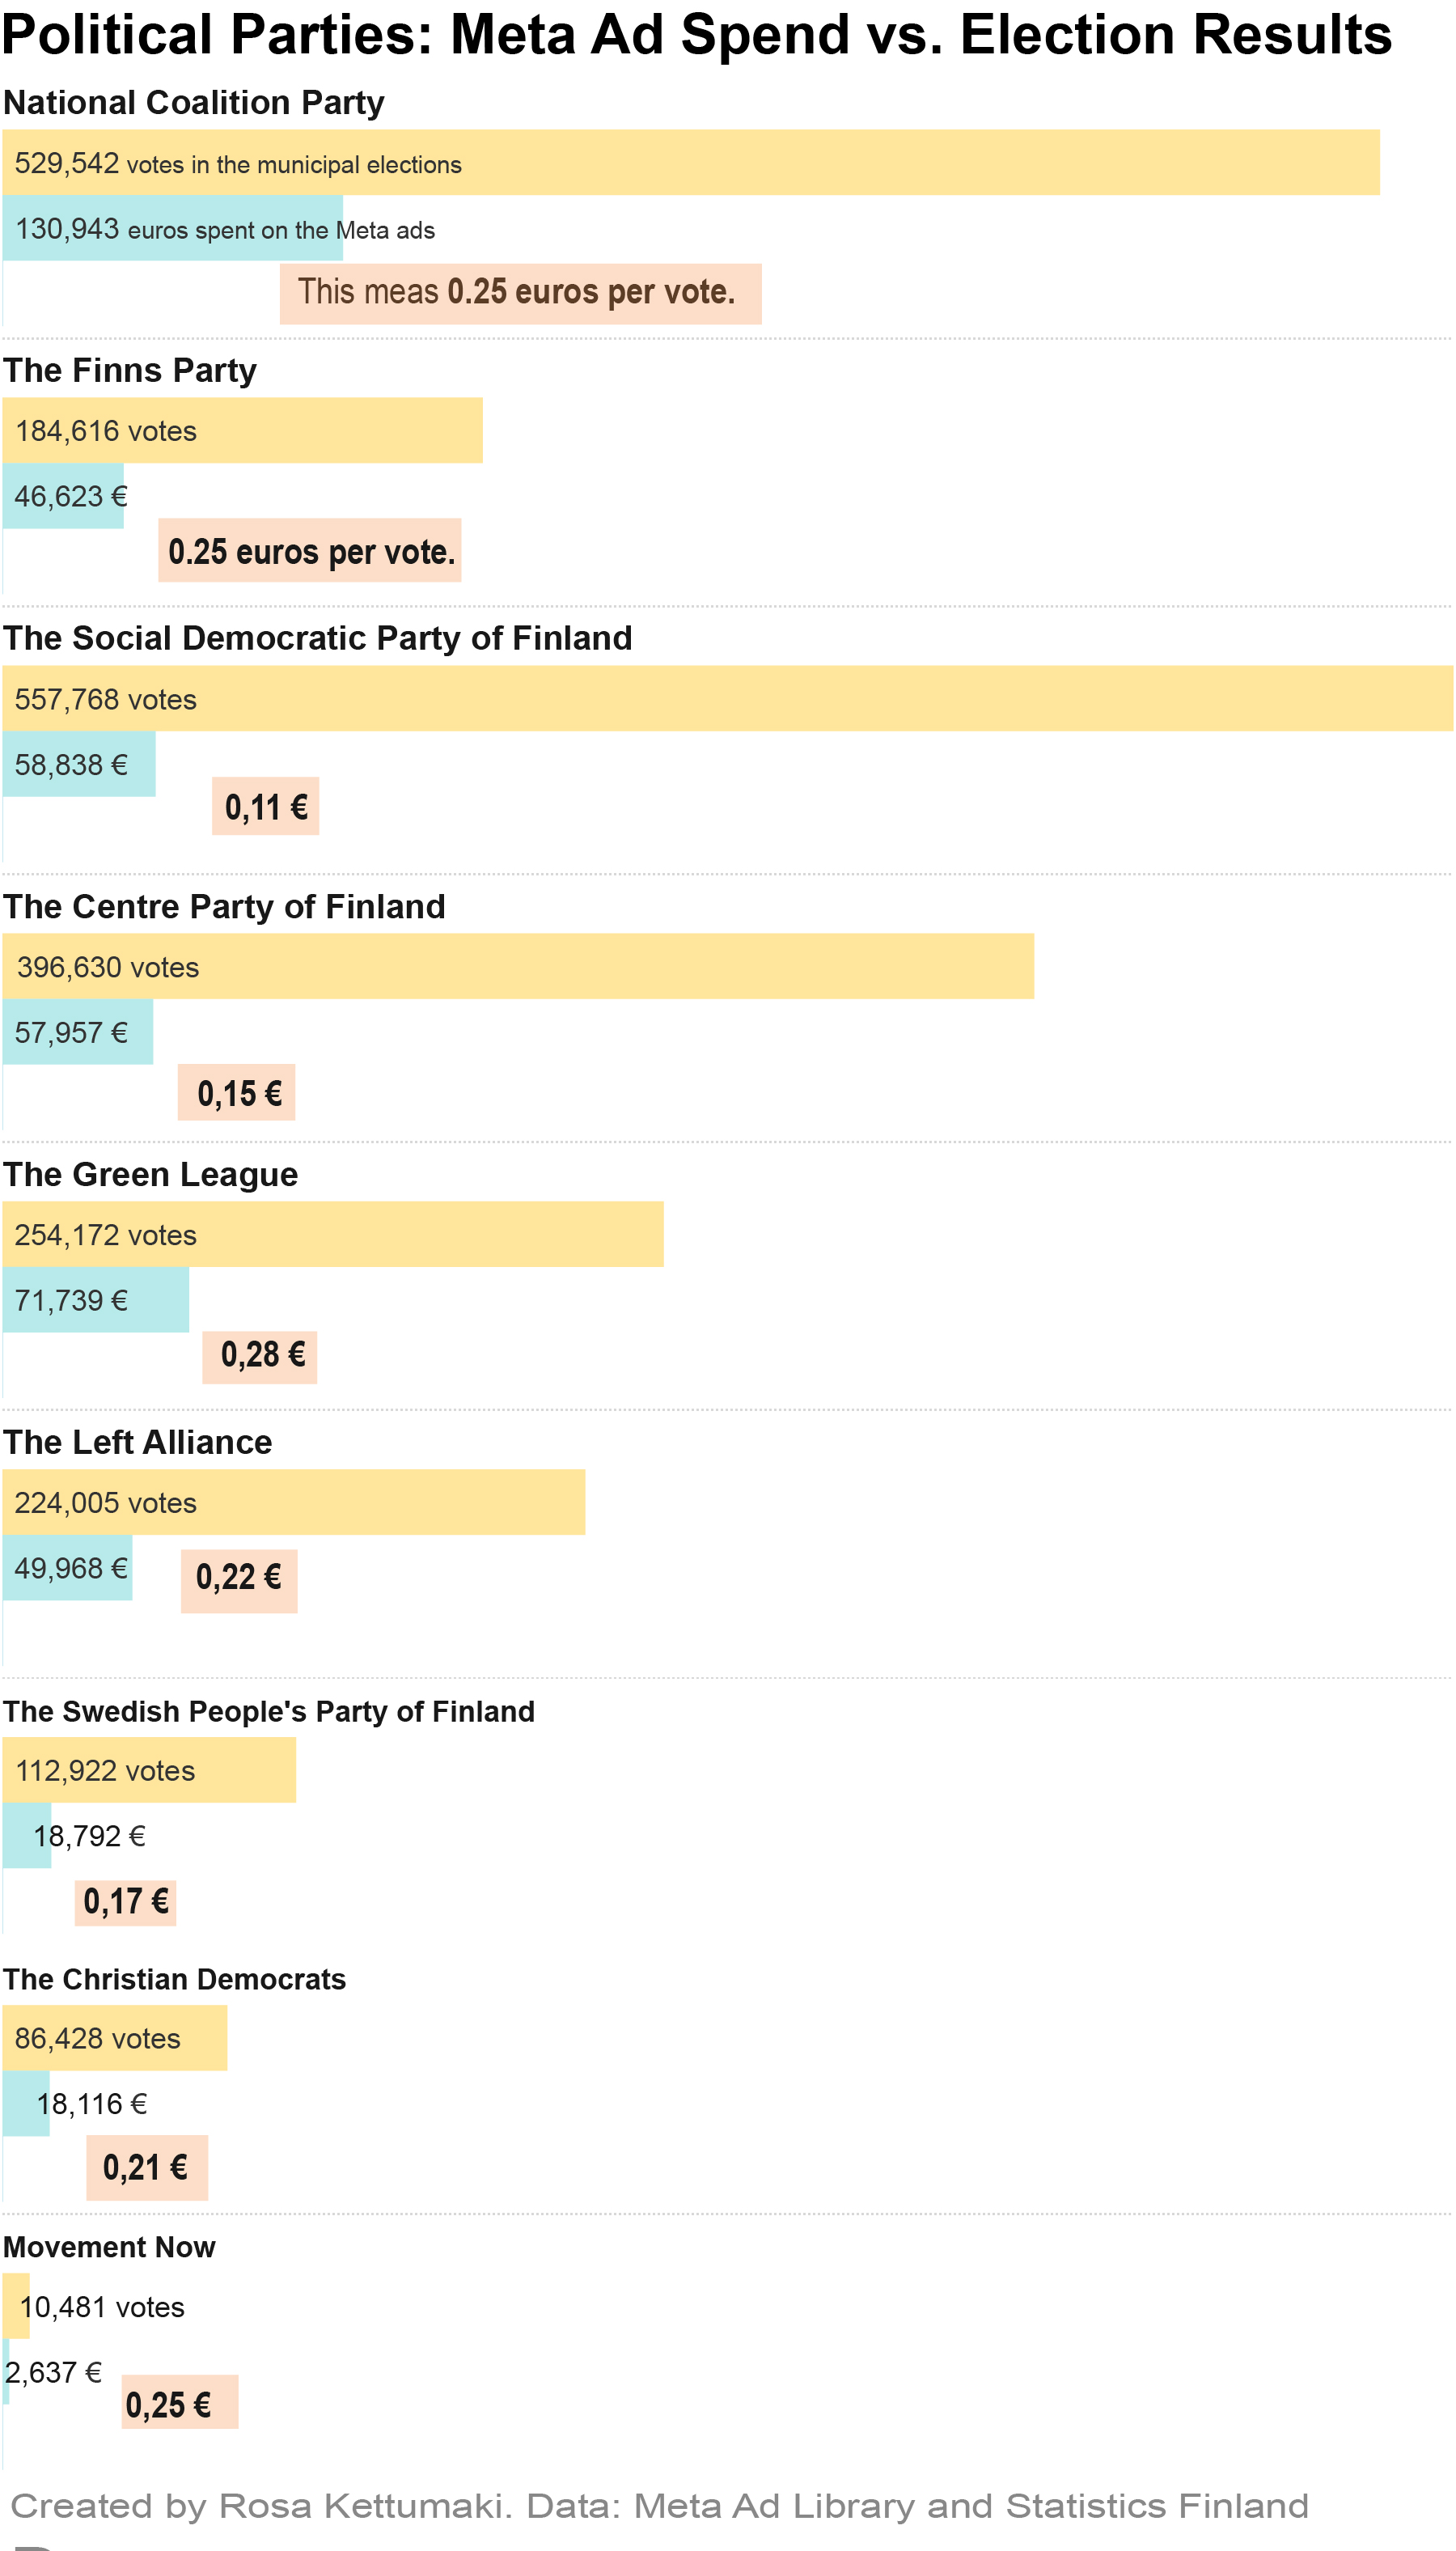 Political Parties: Meta Ad Spend vs. Election Results
National Coalition Party
529,542 votes in the municipal elections
130,943 euros spent on the Meta ads
This meas 0.25 euros per vote.
The Finns Party
184,616 votes
46,623 €
0.25 euros per vote.
The Social Democratic Party of Finland
557,768 votes
58,838 €
0,11 €
The Centre Party of Finland
396,630 votes
57,957 €
0,15 €
The Green League
254,172 votes
71,739 €
0,28 €
The Left Alliance
224,005 votes
49,968 €
0,22 €
The Swedish People's Party of Finland
112,922 votes
18,792 €
0,17 €
The Christian Democrats
86,428 votes
18,116 €
0,21 €
Movement Now
10,481 votes
2,637 €
0,25 €
Created by Rosa Kettumaki. Data: Meta Ad Library and Statistics Finland